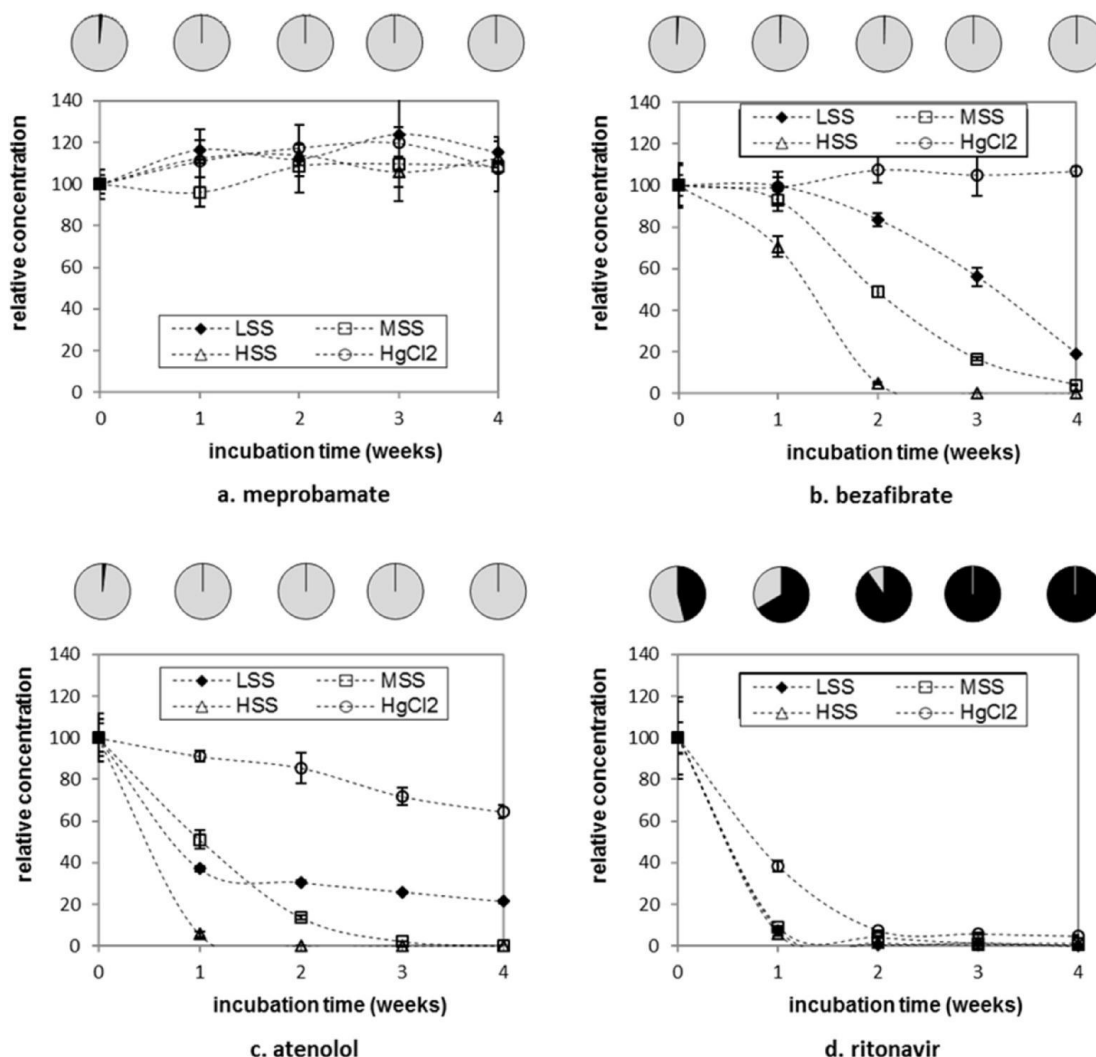 140
120
100
80
60
40
20
0
relative concentration
LSS MSS
HSS HgCl2
0 1 2 3 4
incubation time (weeks)
a. meprobamate
140
120
100
80
60
40
20
0
relative concentration
LSS MSS
HSS HgCl2
0 1 2 3 4
incubation time (weeks)
b. bezafibrate
140
120
100
80
60
40
20
0
relative concentration
LSS MSS
HSS HgCl2
0 1 2 3 4
incubation time (weeks)
c. atenolol
140
120
100
80
60
40
20
0
relative concentration
LSS MSS
HSS HgCl2
0 1 2 3 4
incubation time (weeks)
d. ritonavir